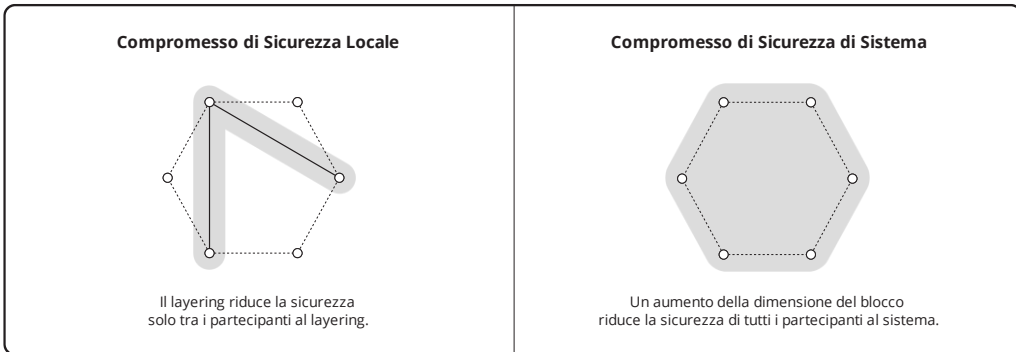 Compromesso di Sicurezza Locale
Il layering riduce la sicurezza
solo tra i partecipanti al layering.
Compromesso di Sicurezza di Sistema
Un aumento della dimensione del blocco
riduce la sicurezza di tutti i partecipanti al sistema.